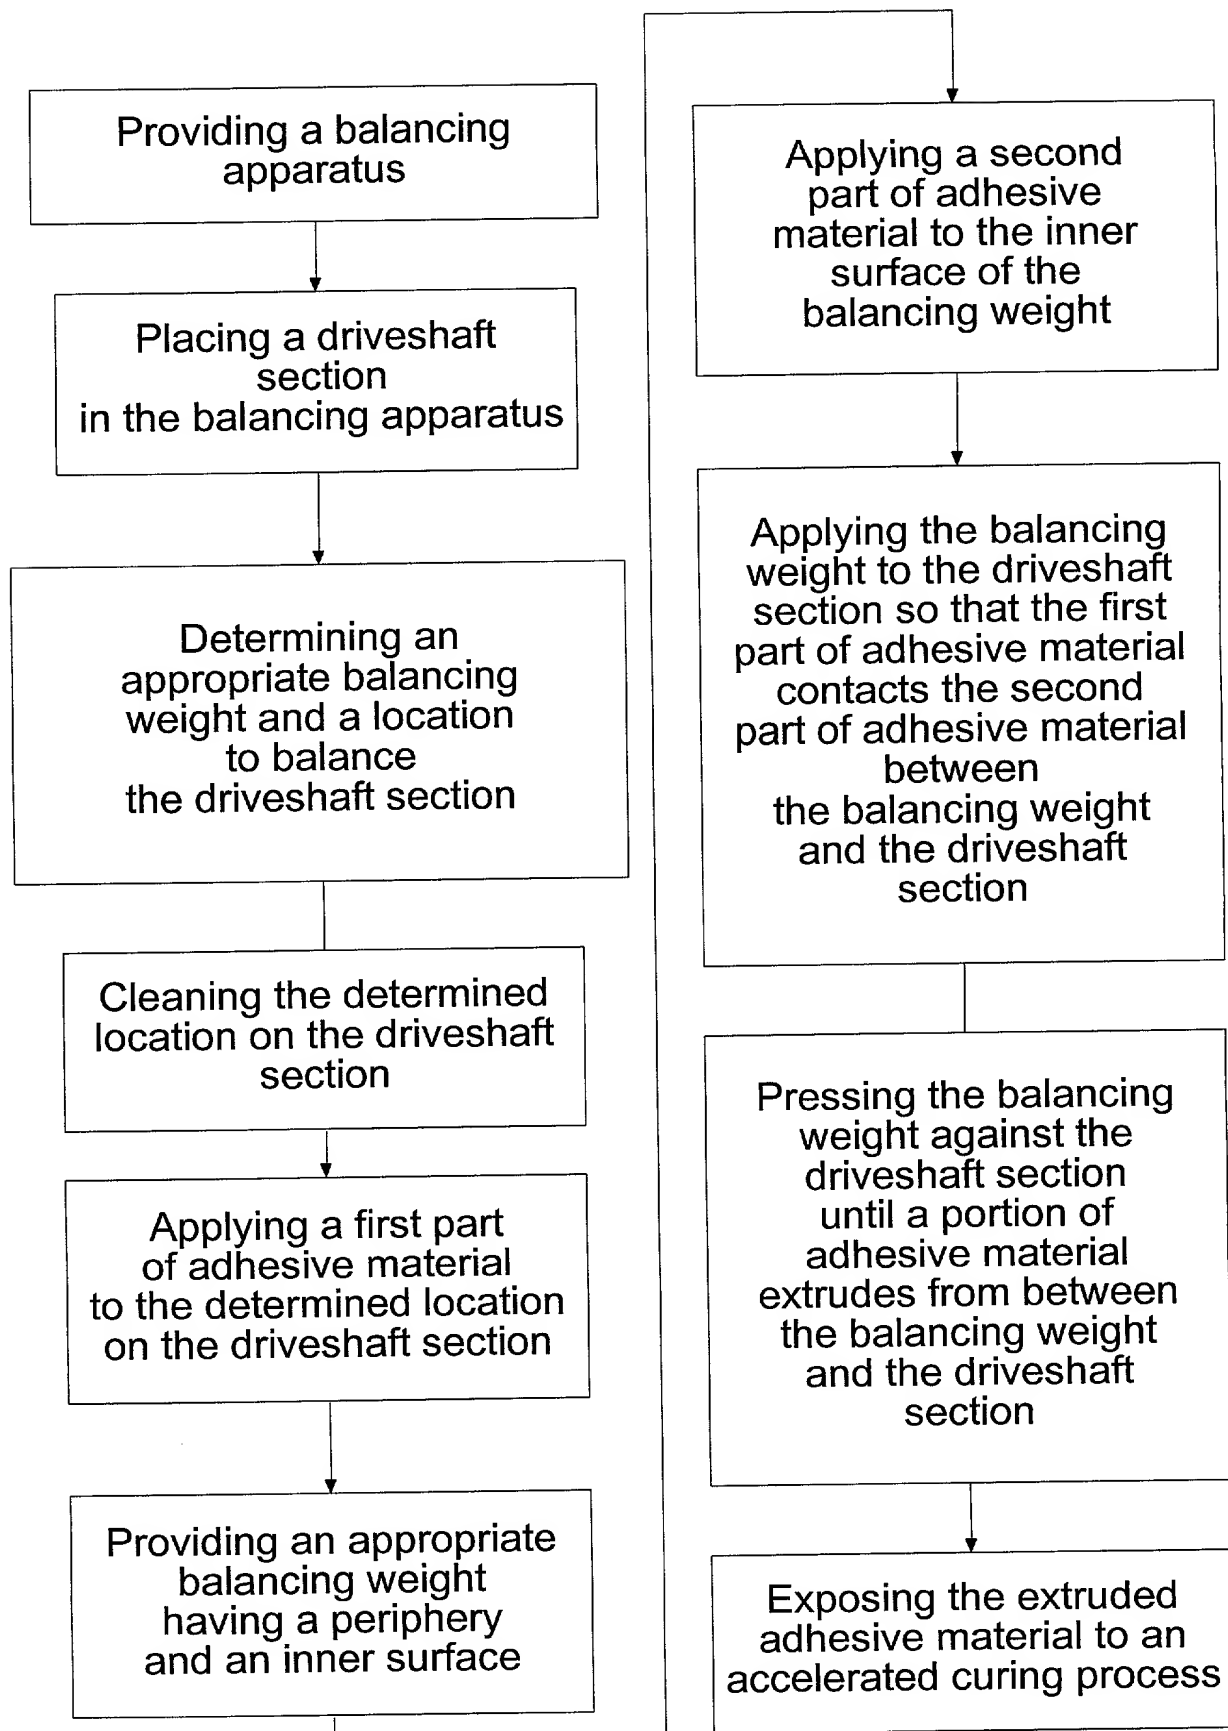 Providing a balancing
apparatus
Placing a driveshaft
section
in the balancing apparatus
Determining an
appropriate balancing
weight and a location
to balance
the driveshaft section
Cleaning the determined
location on the driveshaft
section
Applying a first part
of adhesive material
to the determined location
on the driveshaft section
Providing an appropriate
balancing weight
having a periphery
and an inner surface
Applying a second
part of adhesive
material to the inner
surface of the
balancing weight
Applying the balancing
weight to the driveshaft
section so that the first
part of adhesive material
contacts the second
part of adhesive material
between
the balancing weight
and the driveshaft
section
Pressing the balancing
weight against the
driveshaft section
until a portion of
adhesive material
extrudes from between
the balancing weight
and the driveshaft
section
Exposing the extruded
adhesive material to an
accelerated curing process